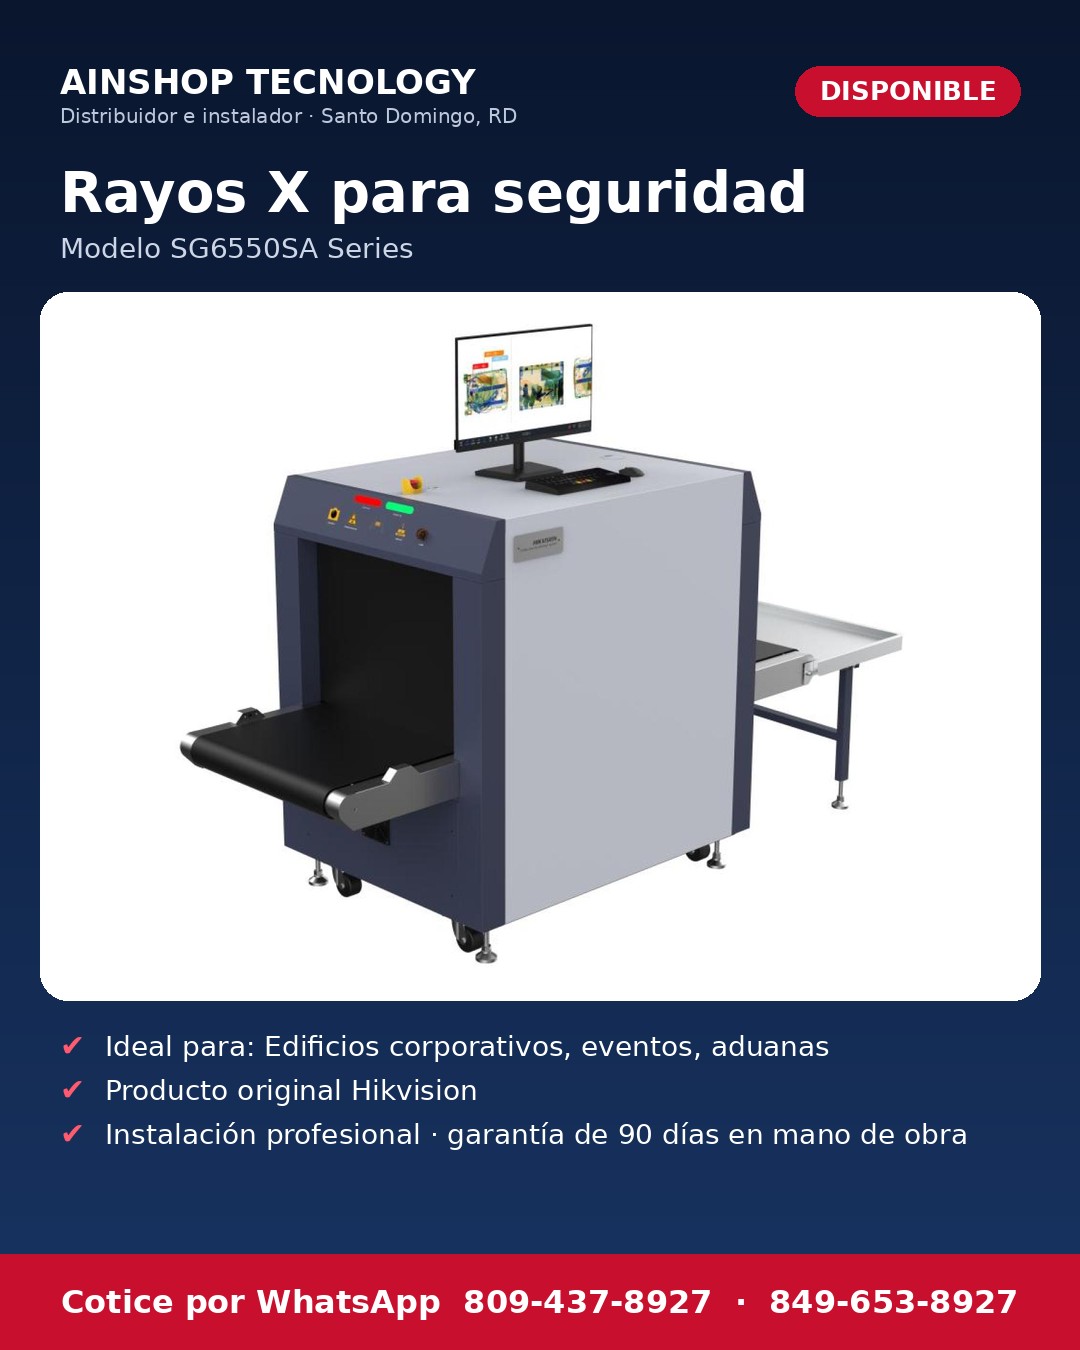 AINSHOP TECNOLOGY
Distribuidor e instalador · Santo Domingo, RD
DISPONIBLE
Rayos X para seguridad
Modelo SG6550SA Series
HIKVISION
✔ Ideal para: Edificios corporativos, eventos, aduanas
✔ Producto original Hikvision
✔ Instalación profesional · garantía de 90 días en mano de obra
Cotice por WhatsApp 809-437-8927 · 849-653-8927